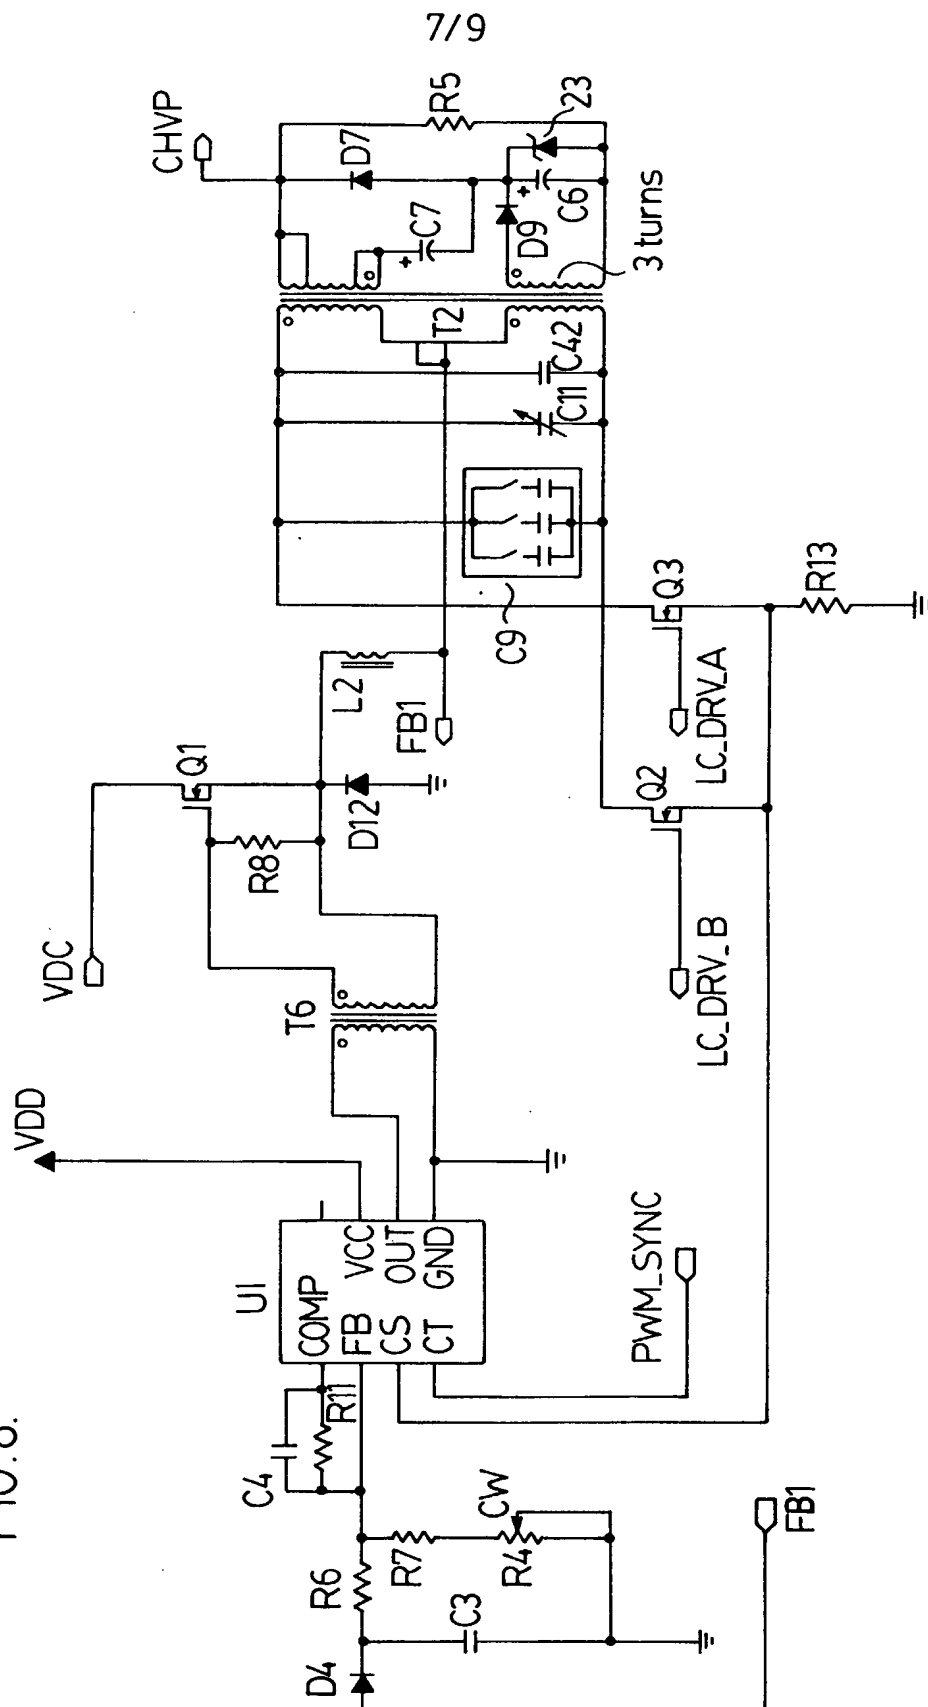 7/9
CHVP
R5
D7
23
C7
+
+
C6
D9
3 turns
T2
C42
C11
C9
Q3
R13
LC_DRV_A
L2
FB1
Q1
D12
R8
Q2
VDC
T6
LC_DRV_B
VDD
U1
COMP
VCC
FB
OUT
CS
GND
CT
PWM_SYNC
R11
C4
CW
R7
R4
R6
C3
D4
FB1